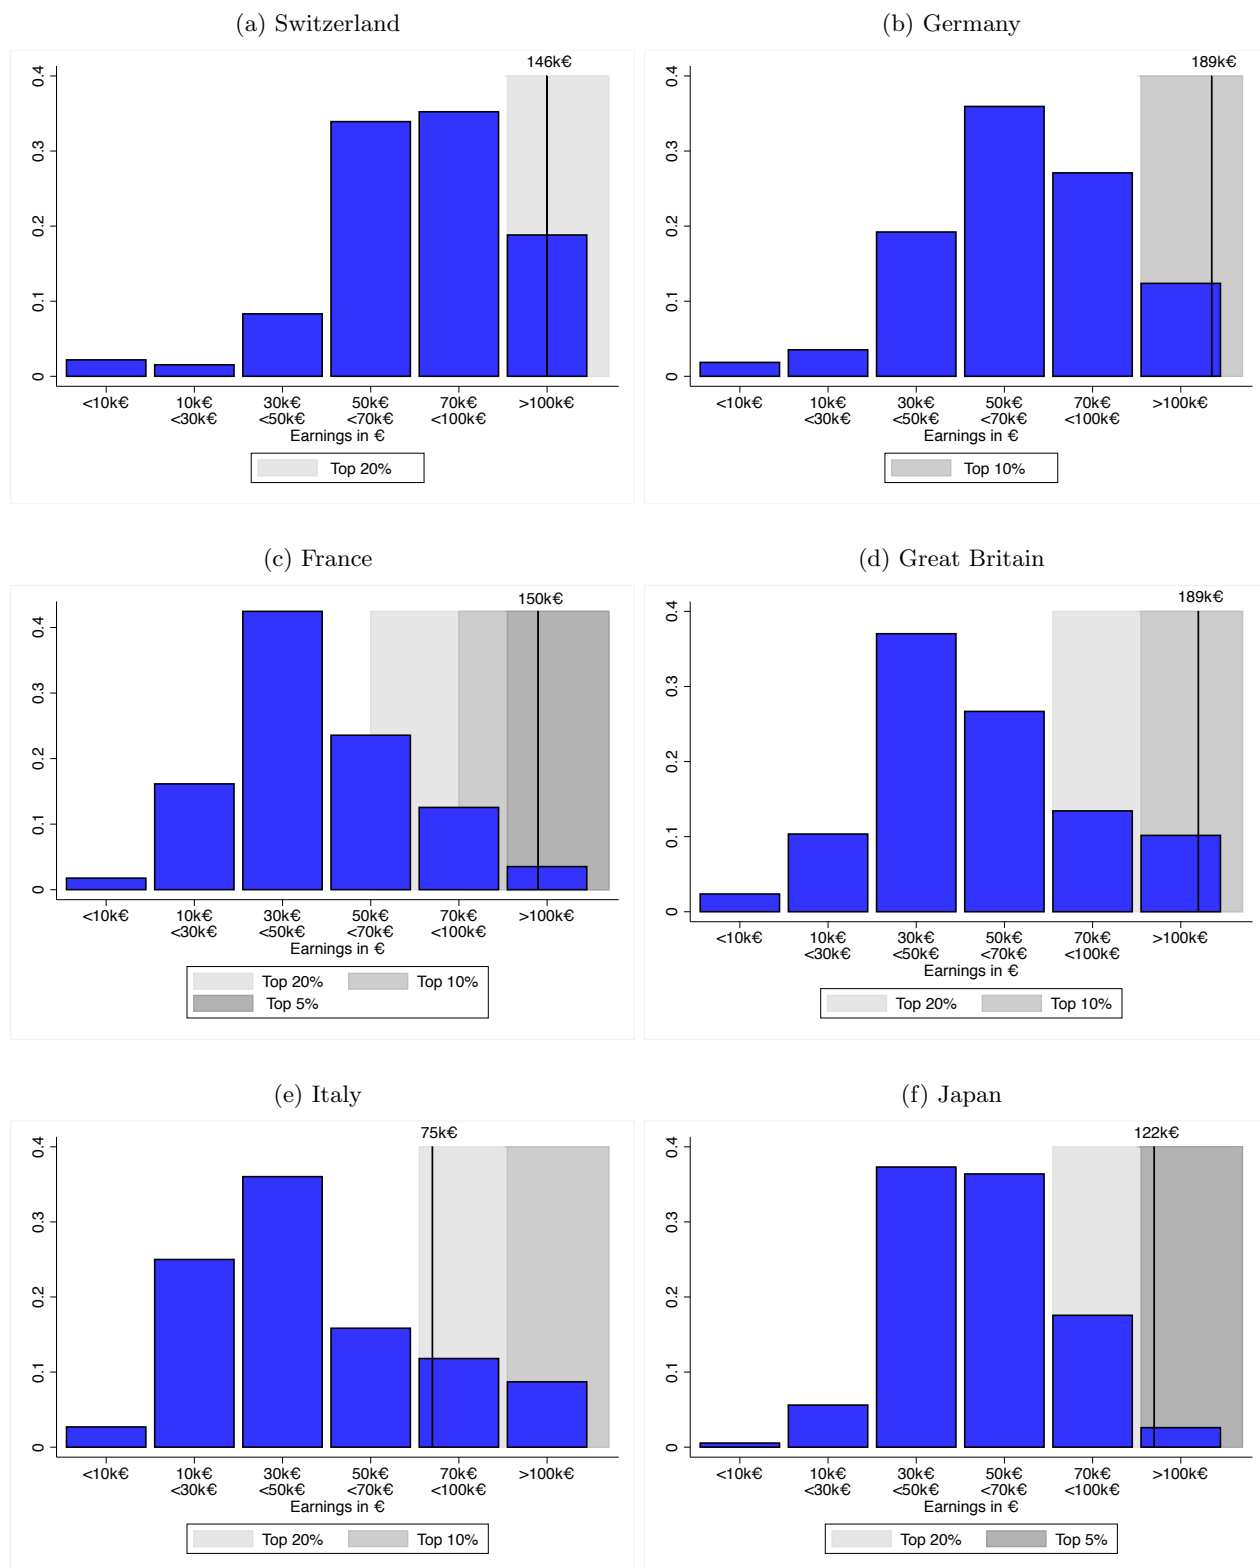 (a) Switzerland
146k€
0.4
0.3
0.2
0.1
0
<10k€ 10k€ 30k€ 50k€ 70k€ >100k€
<30k€ <50k€ <70k€ <100k€
Earnings in €
Top 20%
(b) Germany
189k€
0.4
0.3
0.2
0.1
0
<10k€ 10k€ 30k€ 50k€ 70k€ >100k€
<30k€ <50k€ <70k€ <100k€
Earnings in €
Top 10%
(c) France
150k€
0.4
0.3
0.2
0.1
0
<10k€ 10k€ 30k€ 50k€ 70k€ >100k€
<30k€ <50k€ <70k€ <100k€
Earnings in €
Top 20% Top 10%
Top 5%
(d) Great Britain
189k€
0.4
0.3
0.2
0.1
0
<10k€ 10k€ 30k€ 50k€ 70k€ >100k€
<30k€ <50k€ <70k€ <100k€
Earnings in €
Top 20% Top 10%
(e) Italy
75k€
0.4
0.3
0.2
0.1
0
<10k€ 10k€ 30k€ 50k€ 70k€ >100k€
<30k€ <50k€ <70k€ <100k€
Earnings in €
Top 20% Top 10%
(f) Japan
122k€
0.4
0.3
0.2
0.1
0
<10k€ 10k€ 30k€ 50k€ 70k€ >100k€
<30k€ <50k€ <70k€ <100k€
Earnings in €
Top 20% Top 5%